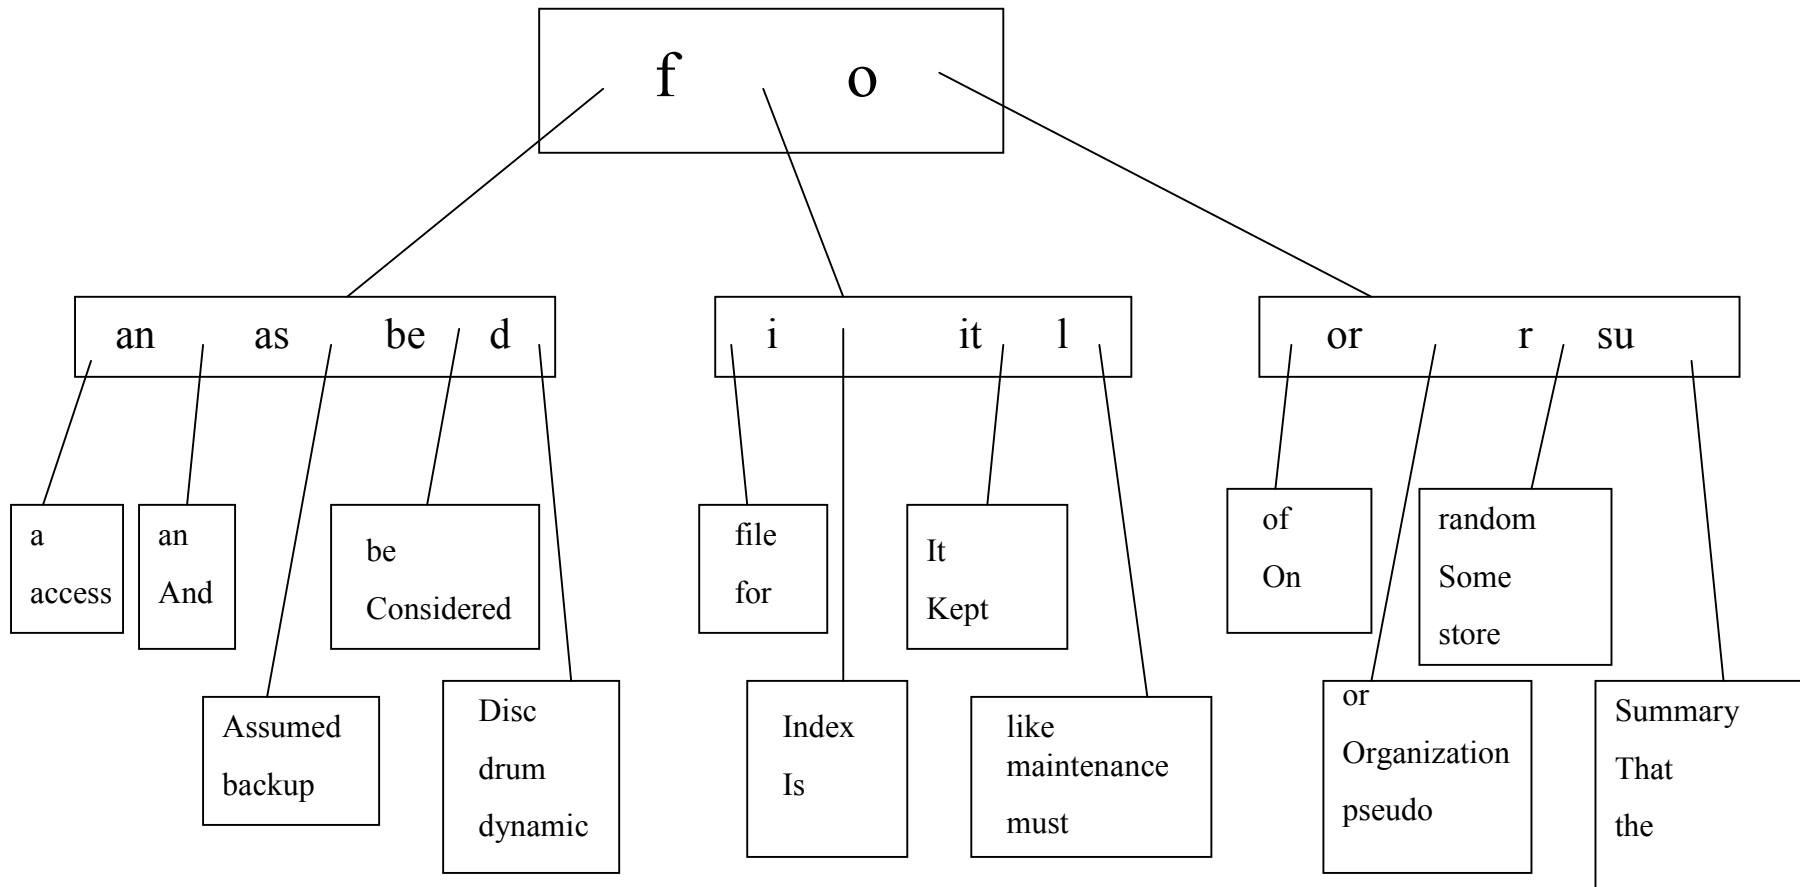 f o
an as be d
i it l
or r su
a
access
an
And
be
Considered
file
for
It
Kept
of
On
random
Some
store
Assumed
backup
Disc
drum
dynamic
Index
Is
like
maintenance
must
or
Organization
pseudo
Summary
That
the